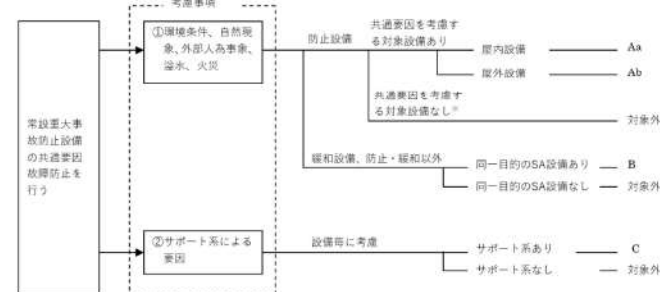 考慮事項
①環境条件、自然現
象、外部人為事象、
溢水、火災
防止設備
共通要因を考慮す
る対象設備あり
屋内設備
Aa
屋外設備
Ab
共通要因を考慮す
る対象設備なし※
対象外
常設重大事
故防止設備
の共通要因
故障防止を
行う
緩和設備、防止・緩和以外
同一目的のSA設備あり
B
同一目的のSA設備なし
対象外
②サポート系による
要因
設備毎に考慮
サポート系あり
C
サポート系なし
対象外